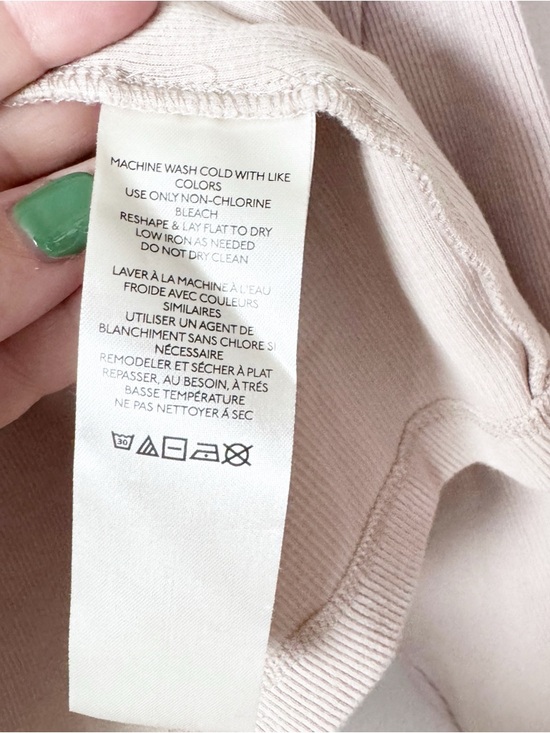 MACHINE WASH COLD WITH LIKE
COLORS
USE ONLY NON-CHLORINE
BLEACH
RESHAPE & LAY FLAT TO DRY
LOW IRON AS NEEDED
DO NOT DRY CLEAN
LAVER À LA MACHINE À L'EAU
FROIDE AVEC COULEURS
SIMILAIRES
UTILISER UN AGENT DE
BLANCHIMENT SANS CHLORE SI
NÉCESSAIRE
REMODELER ET SÉCHER À PLAT
REPASSER, AU BESOIN, À TRÉS
BASSE TEMPÉRATURE
NE PAS NETTOYER Á SEC
30